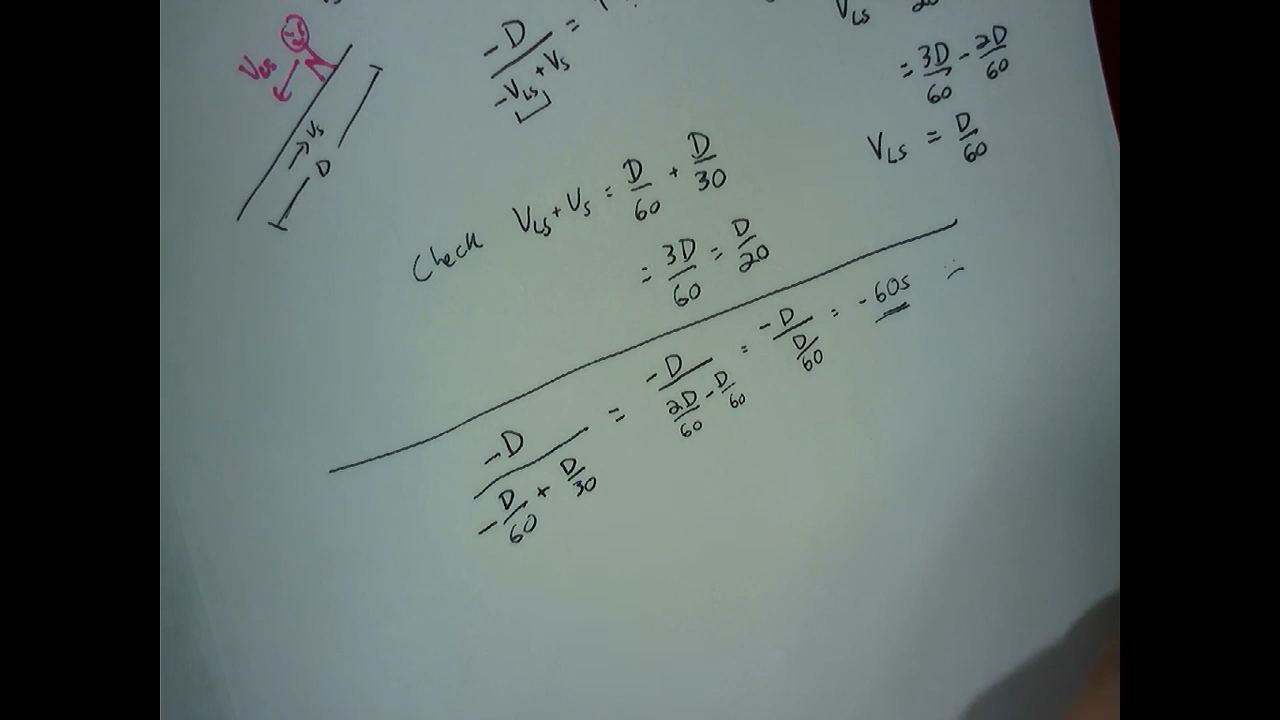 V_LS
V_S
D
-D / (-V_LS + V_S) =
V_LS
= 3D/60 - 2D/60
V_LS = D/60
Check V_LS + V_S = D/60 + D/30
= 3D/60 = D/20
-D / (-D/60 + D/30) = -D / (2D/60 - D/60) = -D / (D/60) = -60s